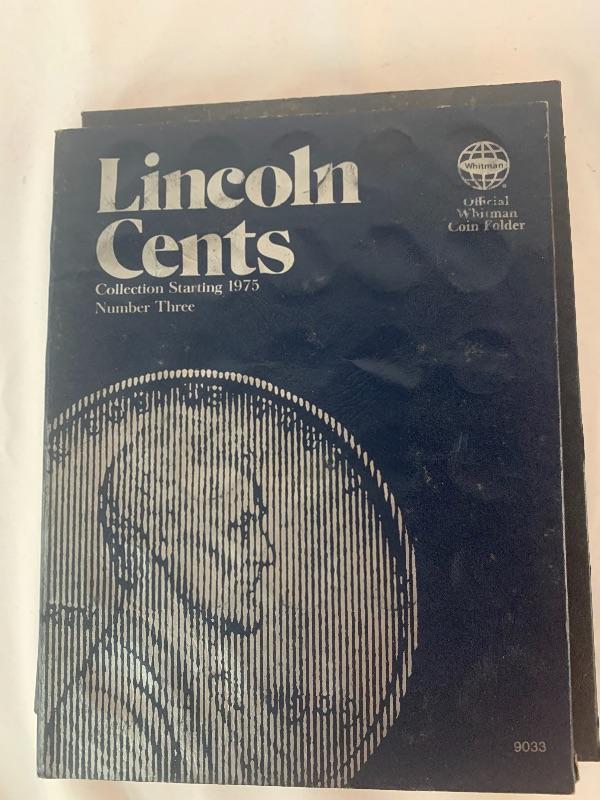 Lincoln
Cents
Collection Starting 1975
Number Three
Whitman
Official
Whitman
Coin Folder
9033